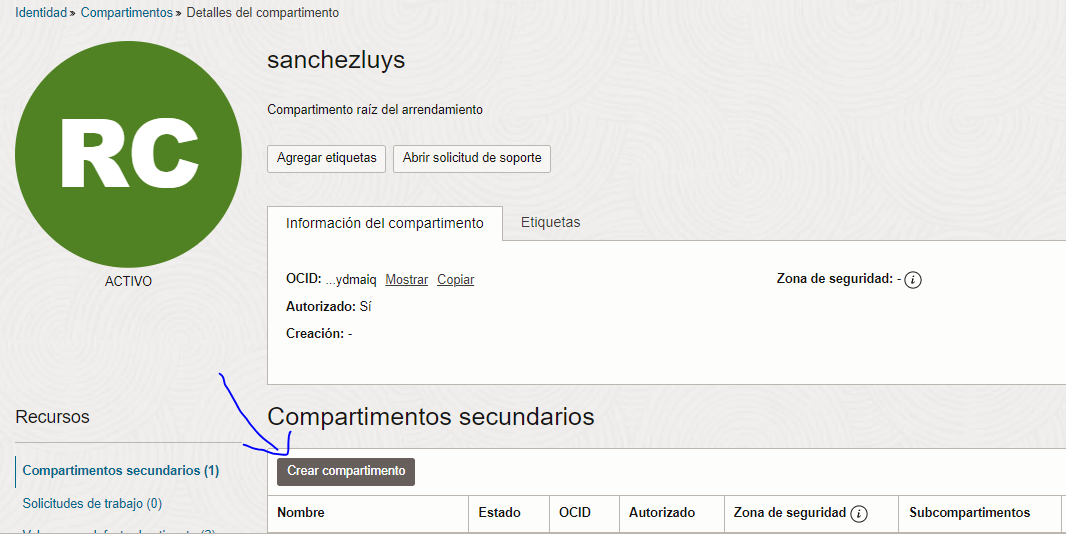 Identidad » Compartimentos » Detalles del compartimento
RC
ACTIVO
sanchezluys
Compartimento raíz del arrendamiento
Agregar etiquetas Abrir solicitud de soporte
Información del compartimento Etiquetas
OCID: ...ydmaiq Mostrar Copiar Zona de seguridad: - i
Autorizado: Sí
Creación: -
Recursos
Compartimentos secundarios (1)
Solicitudes de trabajo (0)
Compartimentos secundarios
Crear compartimento
Nombre Estado OCID Autorizado Zona de seguridad i Subcompartimentos